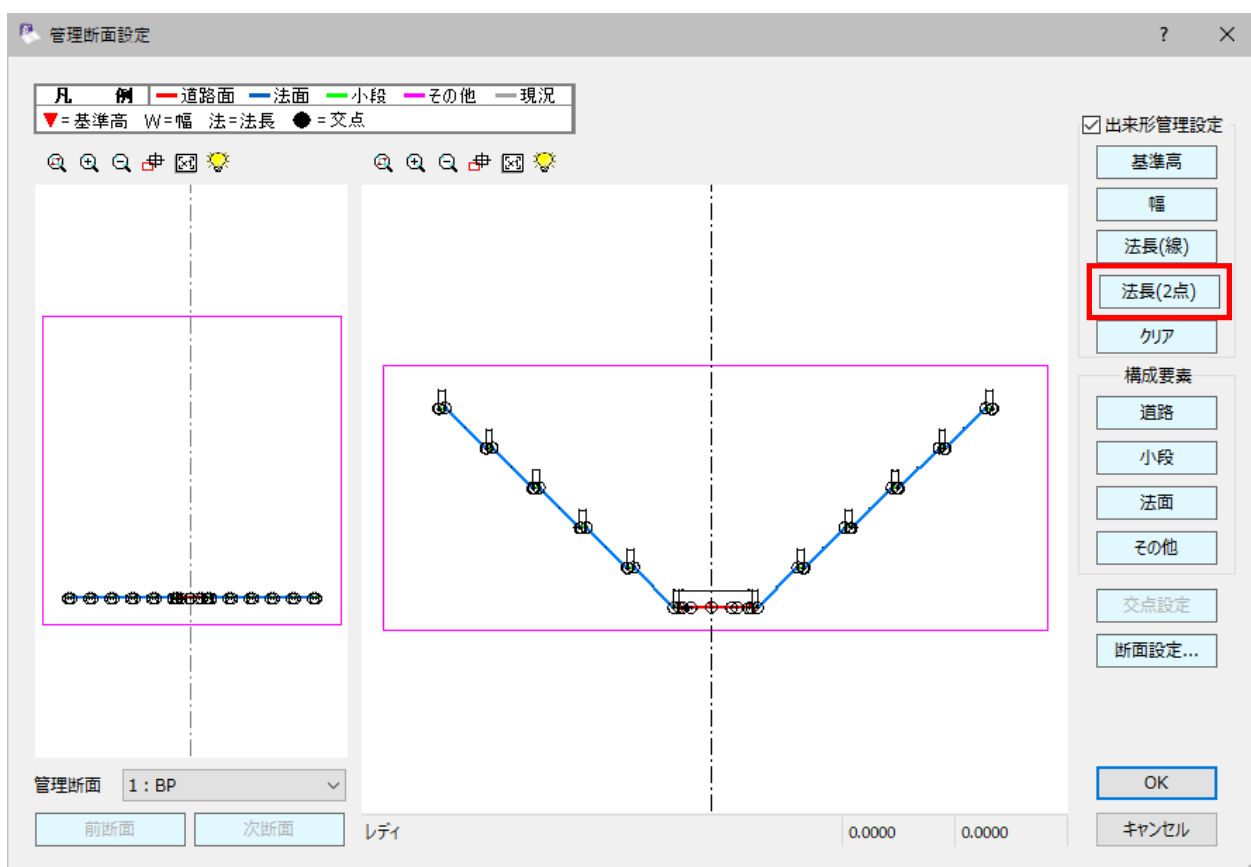 管理断面設定
?
凡 例 道路面 法面 小段 その他 現況
▼=基準高 W=幅 法=法長 ●=交点
出来形管理設定
基準高
幅
法長(線)
法長(2点)
クリア
構成要素
道路
小段
法面
その他
交点設定
断面設定...
管理断面 1:BP
前断面 次断面
レディ 0.0000 0.0000
OK
キャンセル